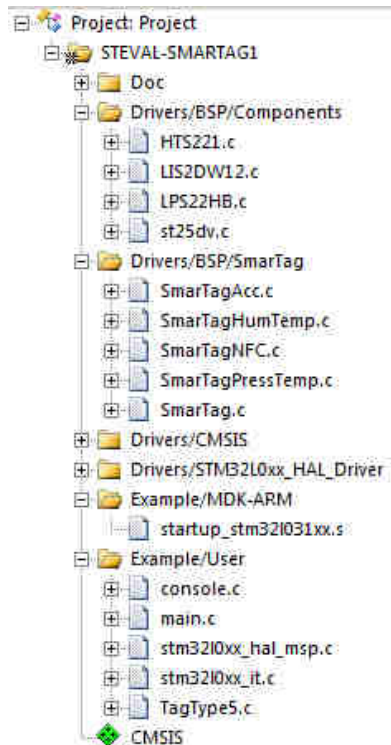 Project: Project
STEVAL-SMARTAG1
Doc
Drivers/BSP/Components
HTS221.c
LIS2DW12.c
LPS22HB.c
st25dv.c
Drivers/BSP/SmarTag
SmarTagAcc.c
SmarTagHumTemp.c
SmarTagNFC.c
SmarTagPressTemp.c
SmarTag.c
Drivers/CMSIS
Drivers/STM32L0xx_HAL_Driver
Example/MDK-ARM
startup_stm32l031xx.s
Example/User
console.c
main.c
stm32l0xx_hal_msp.c
stm32l0xx_it.c
TagType5.c
CMSIS